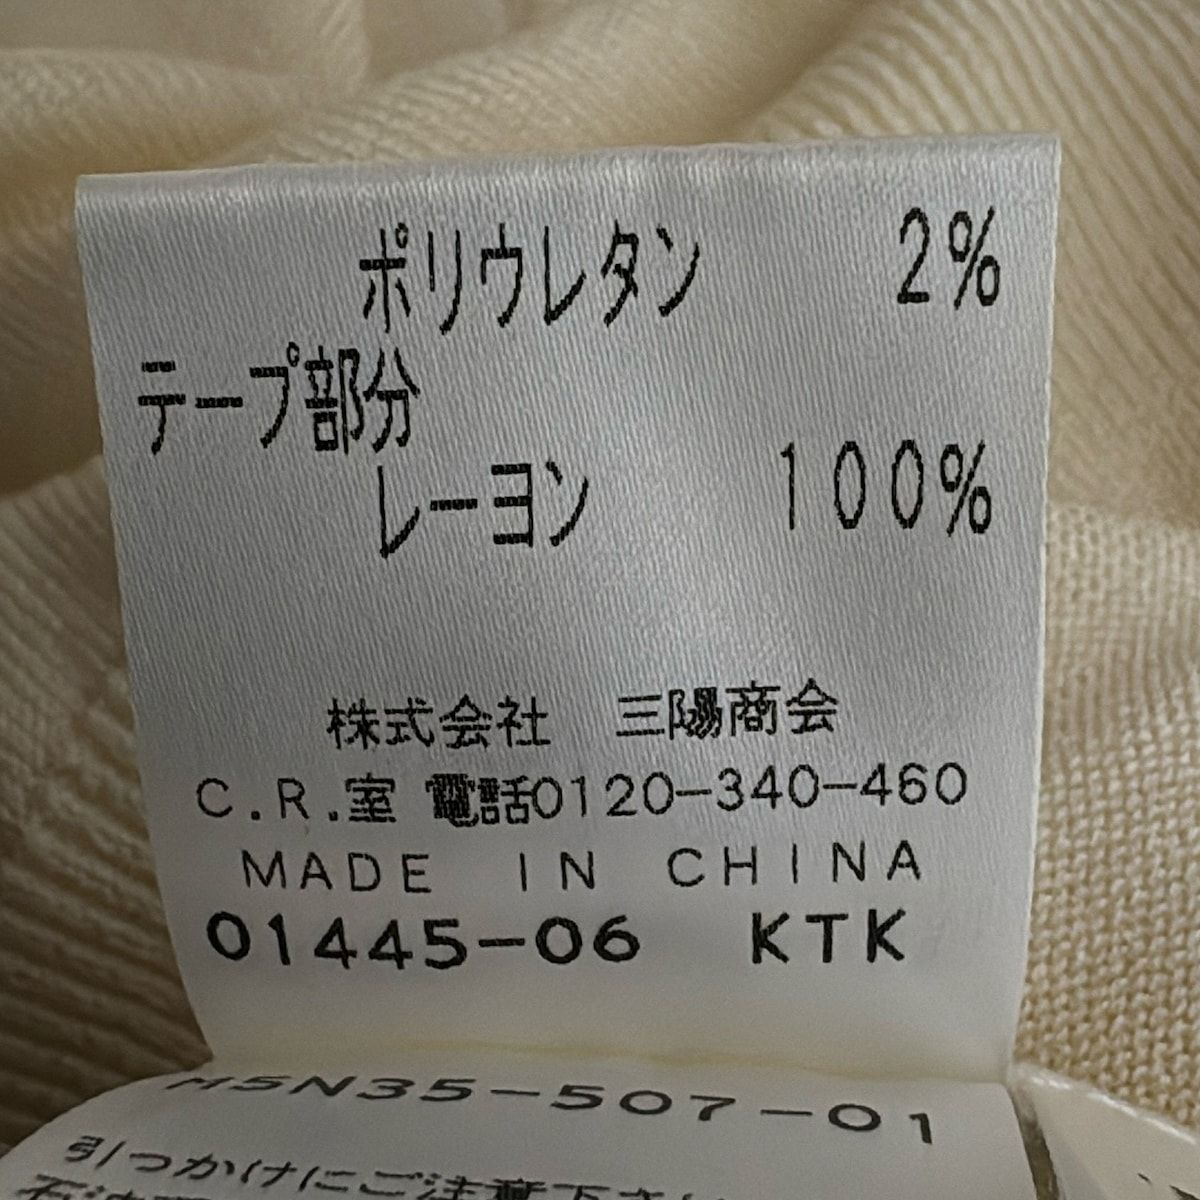 ポリウレタン 2%
テープ部分
レーヨン 100%
株式会社 三陽商会
C.R.室 電話0120-340-460
MADE IN CHINA
01445-06 KTK
M5N35-507-01
引っかけにご注意下さい